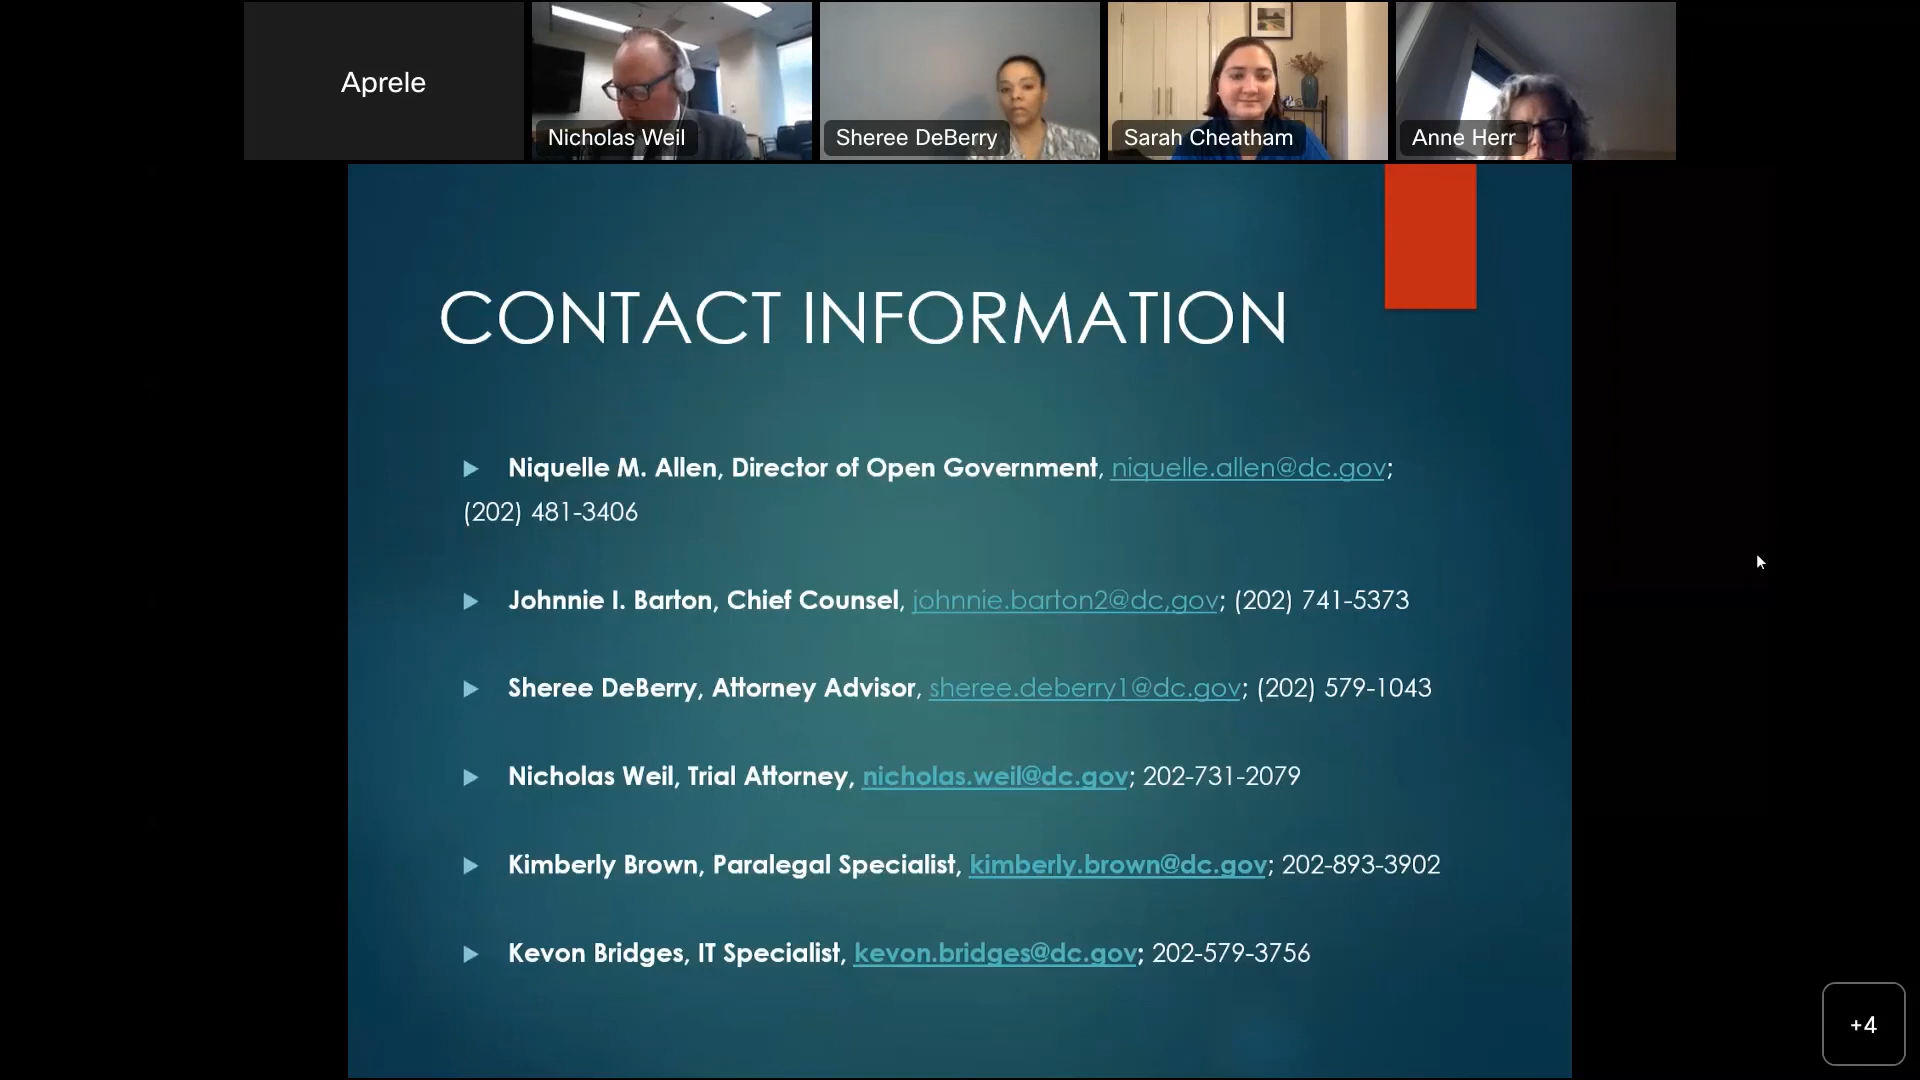 Aprele
Nicholas Weil
Sheree DeBerry
Sarah Cheatham
Anne Herr
CONTACT INFORMATION
Niquelle M. Allen, Director of Open Government, niquelle.allen@dc.gov;
(202) 481-3406
Johnnie I. Barton, Chief Counsel, johnnie.barton2@dc,gov; (202) 741-5373
Sheree DeBerry, Attorney Advisor, sheree.deberry1@dc.gov; (202) 579-1043
Nicholas Weil, Trial Attorney, nicholas.weil@dc.gov; 202-731-2079
Kimberly Brown, Paralegal Specialist, kimberly.brown@dc.gov; 202-893-3902
Kevon Bridges, IT Specialist, kevon.bridges@dc.gov; 202-579-3756
+4